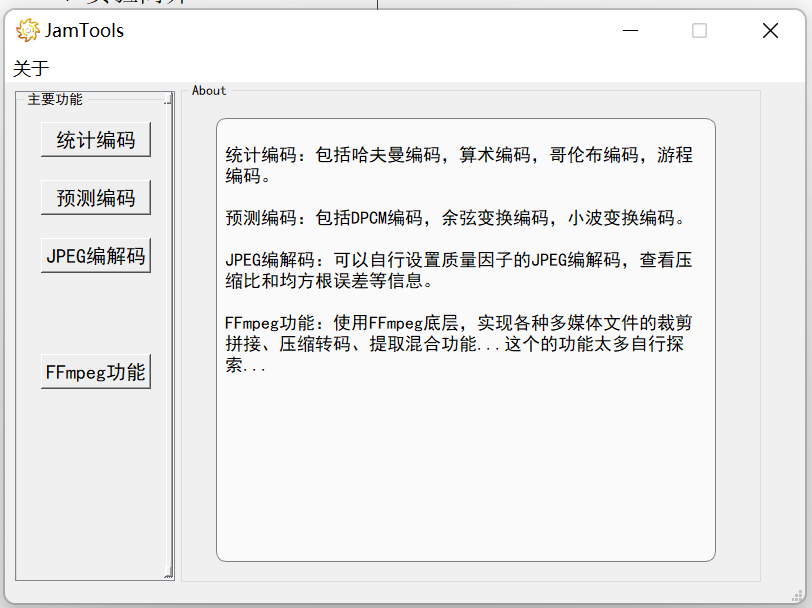 JamTools
关于
主要功能
统计编码
预测编码
JPEG编解码
FFmpeg功能
About
统计编码：包括哈夫曼编码，算术编码，哥伦布编码，游程
编码。
预测编码：包括DPCM编码，余弦变换编码，小波变换编码。
JPEG编解码：可以自行设置质量因子的JPEG编解码，查看压
缩比和均方根误差等信息。
FFmpeg功能：使用FFmpeg底层，实现各种多媒体文件的裁剪
拼接、压缩转码、提取混合功能...这个的功能太多自行探
索...